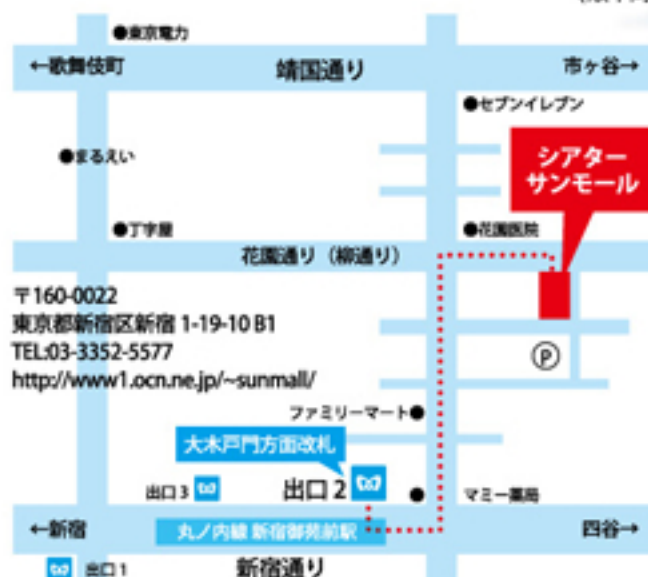 ●東京電力
←歌舞伎町
靖国通り
市ヶ谷→
●セブンイレブン
●まるえい
シアター
サンモール
●丁字屋
●花園医院
花園通り（柳通り）
〒160-0022
東京都新宿区新宿 1-19-10 B1
TEL:03-3352-5577
http://www1.ocn.ne.jp/~sunmall/
P
ファミリーマート●
大木戸門方面改札
出口3
出口2
●
マミー薬局
←新宿
丸ノ内線 新宿御苑前駅
四谷→
出口1
新宿通り